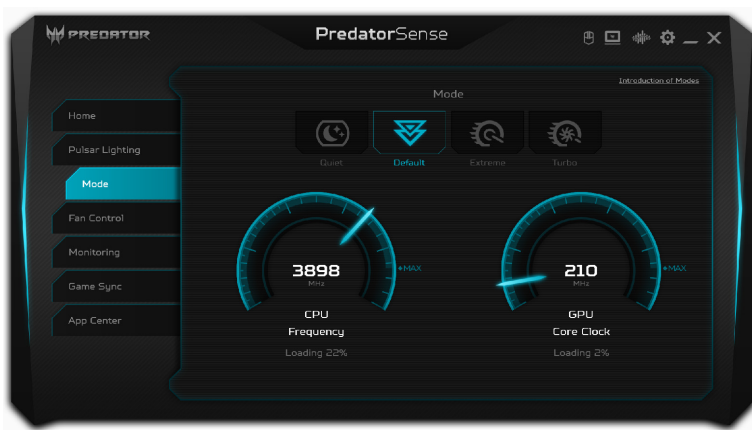 PREDATOR
PredatorSense
Introduction of Modes
Mode
Home
Pulsar Lighting
Mode
Fan Control
Monitoring
Game Sync
App Center
Quiet
Default
Extreme
Turbo
3898
MHz
MAX
CPU
Frequency
Loading 22%
210
MHz
MAX
GPU
Core Clock
Loading 2%